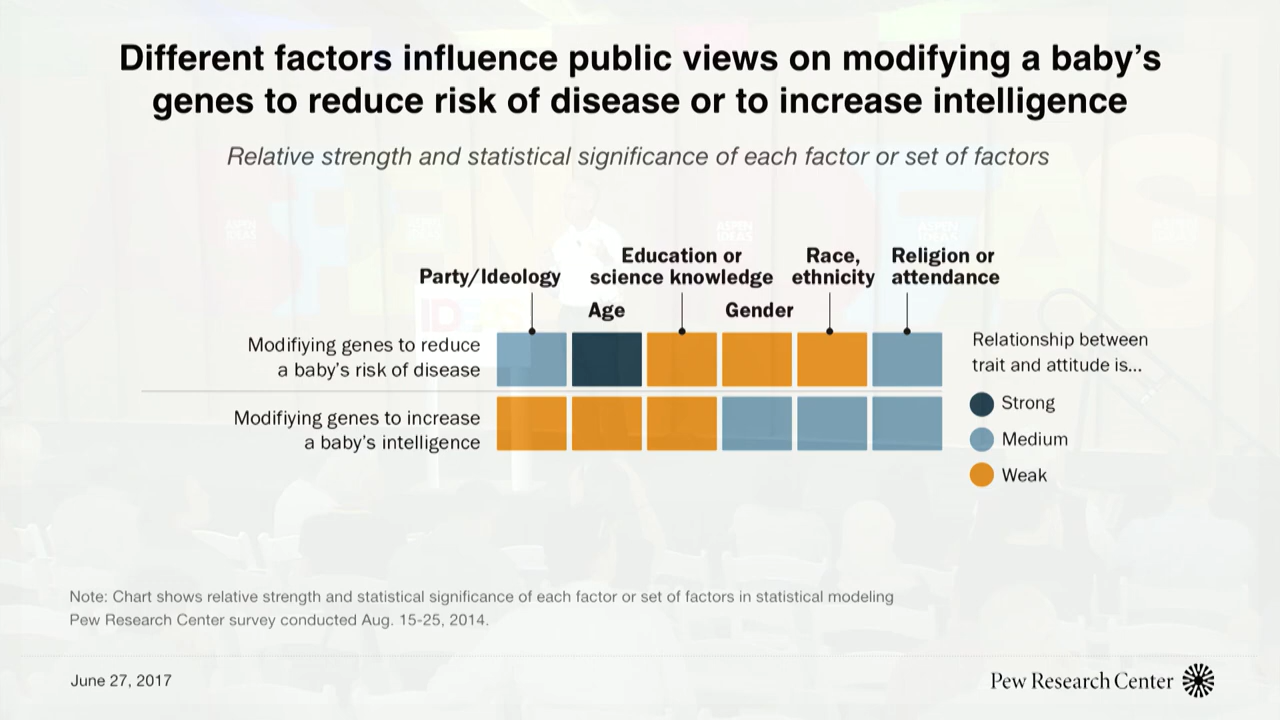 Different factors influence public views on modifying a baby’s
genes to reduce risk of disease or to increase intelligence
Relative strength and statistical significance of each factor or set of factors
Party/Ideology
Age
Education or
science knowledge
Gender
Race,
ethnicity
Religion or
attendance
Modifiying genes to reduce
a baby’s risk of disease
Modifiying genes to increase
a baby’s intelligence
Relationship between
trait and attitude is...
Strong
Medium
Weak
Note: Chart shows relative strength and statistical significance of each factor or set of factors in statistical modeling
Pew Research Center survey conducted Aug. 15-25, 2014.
June 27, 2017
Pew Research Center